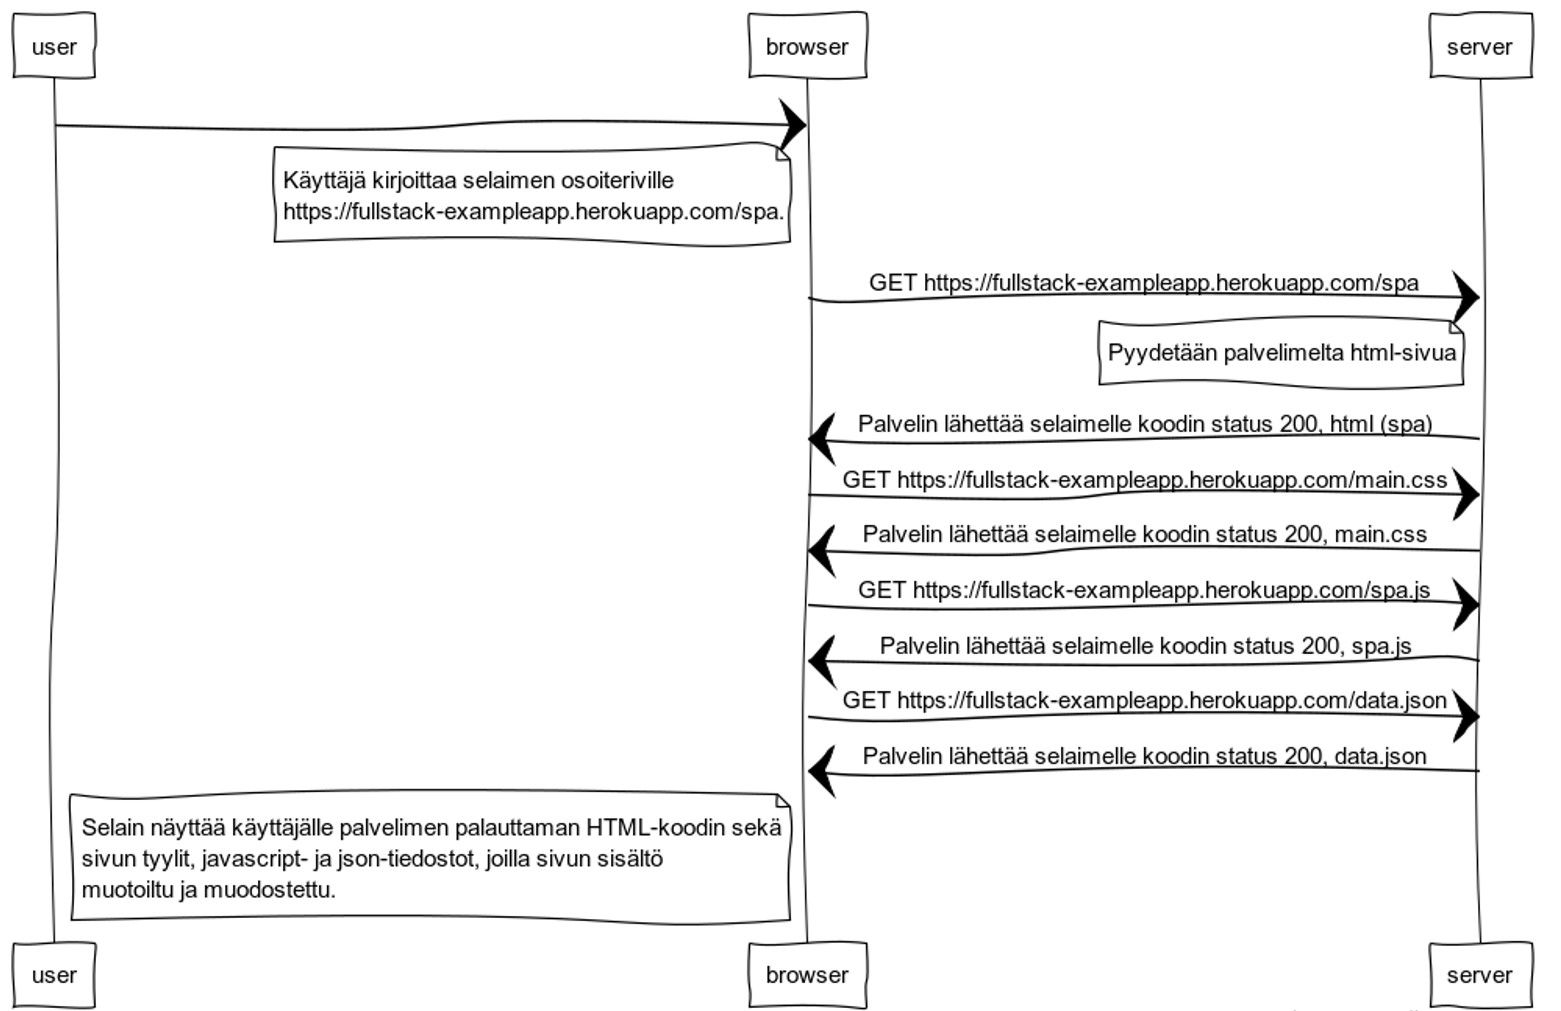 user
browser
server
Käyttäjä kirjoittaa selaimen osoiteriville
https://fullstack-exampleapp.herokuapp.com/spa.
GET https://fullstack-exampleapp.herokuapp.com/spa
Pyydetään palvelimelta html-sivua
Palvelin lähettää selaimelle koodin status 200, html (spa)
GET https://fullstack-exampleapp.herokuapp.com/main.css
Palvelin lähettää selaimelle koodin status 200, main.css
GET https://fullstack-exampleapp.herokuapp.com/spa.js
Palvelin lähettää selaimelle koodin status 200, spa.js
GET https://fullstack-exampleapp.herokuapp.com/data.json
Palvelin lähettää selaimelle koodin status 200, data.json
Selain näyttää käyttäjälle palvelimen palauttaman HTML-koodin sekä
sivun tyylit, javascript- ja json-tiedostot, joilla sivun sisältö
muotoiltu ja muodostettu.
user
browser
server